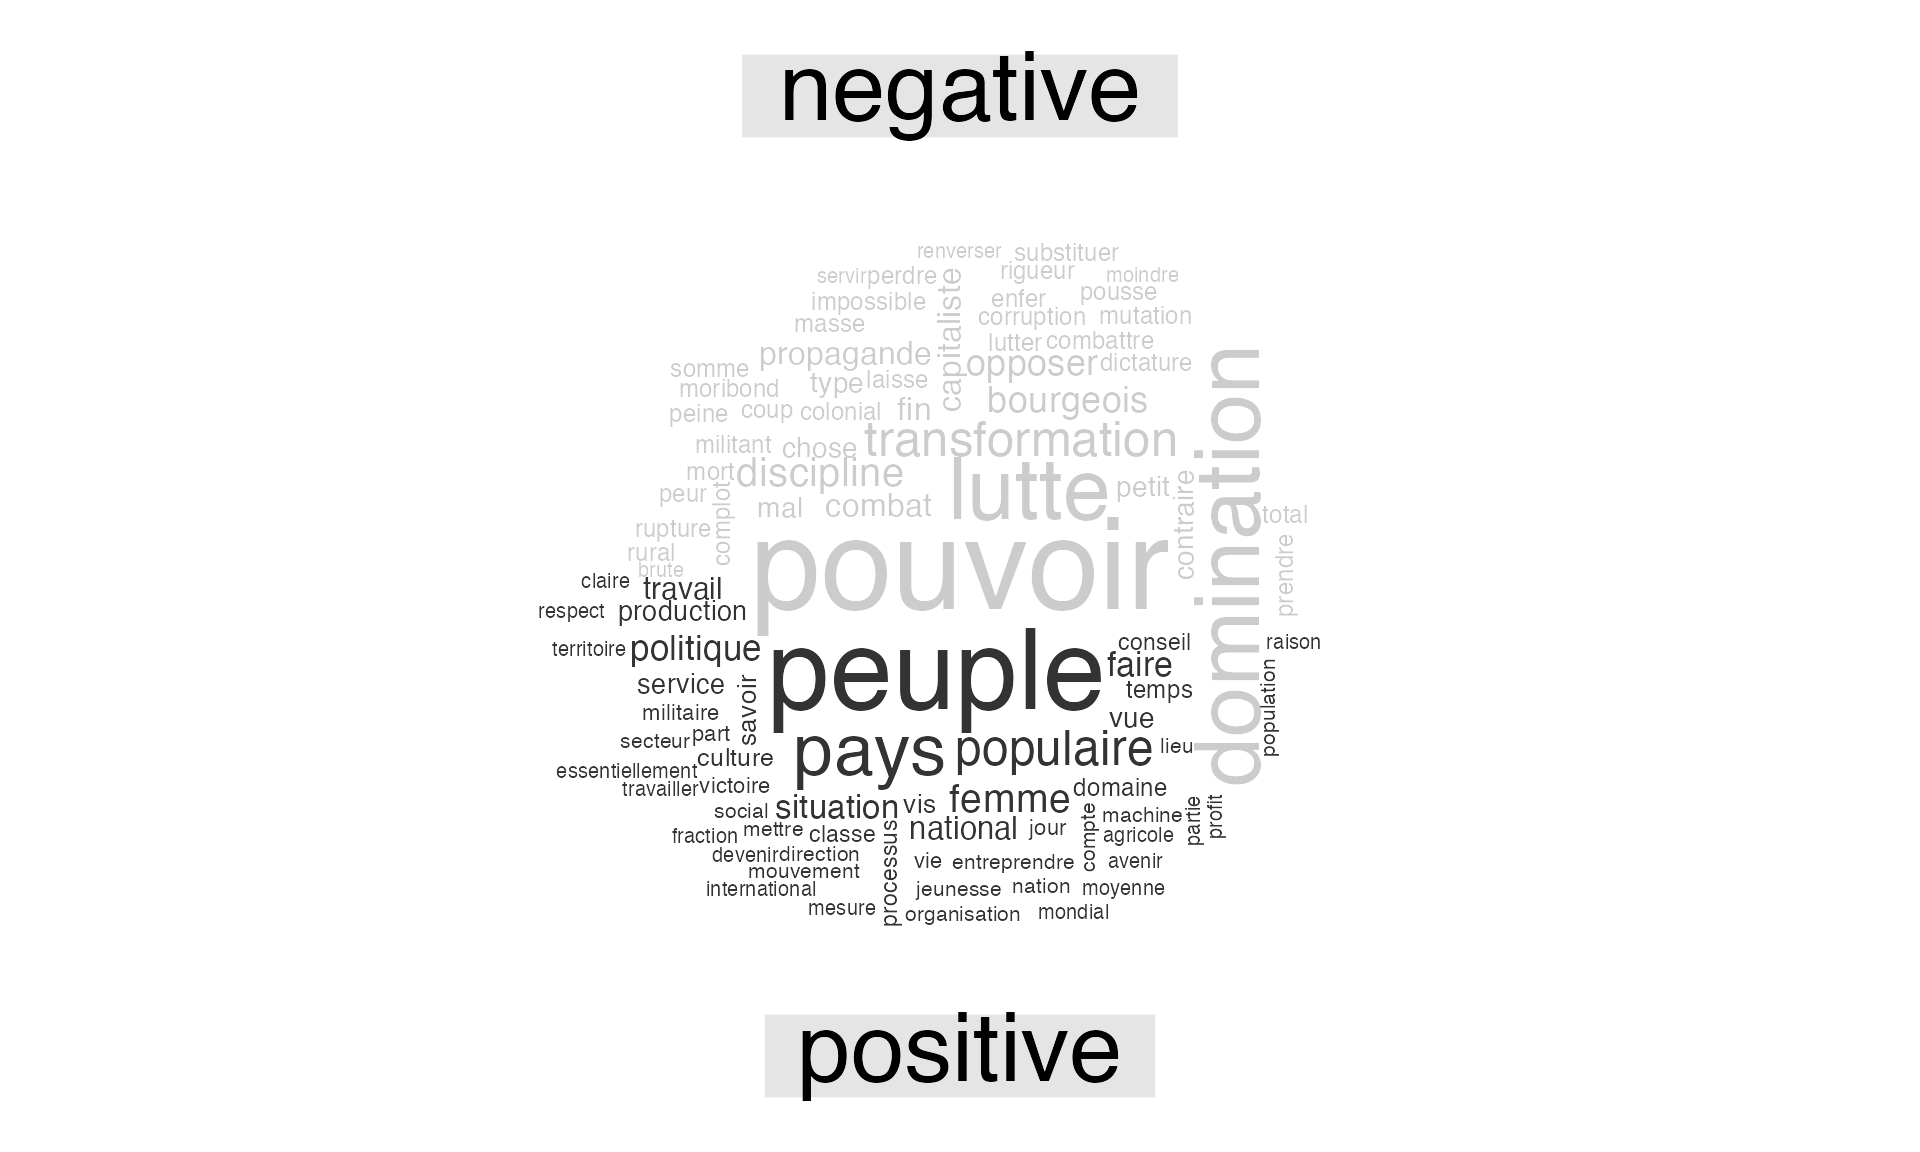 negative
renverser substituer
servir perdre rigueur moindre
impossible capitaliste enfer pousse
masse corruption mutation
lutter combattre
propagande opposer dictature
somme type laisse
moribond bourgeois
peine coup colonial fin
transformation domination
militant chose
mort discipline lutte petit contraire
peur complot mal combat
total
rupture pouvoir prendre
rural
brute
claire travail
respect production
territoire politique peuple conseil raison
faire
service savoir temps population
militaire vue
secteur part pays populaire lieu
culture
essentiellement
travailler victoire femme domaine
social situation vis compte machine partie profit
fraction mettre classe processus national jour agricole
devenir direction vie entreprendre avenir
mouvement
international jeunesse nation moyenne
mesure organisation mondial
positive